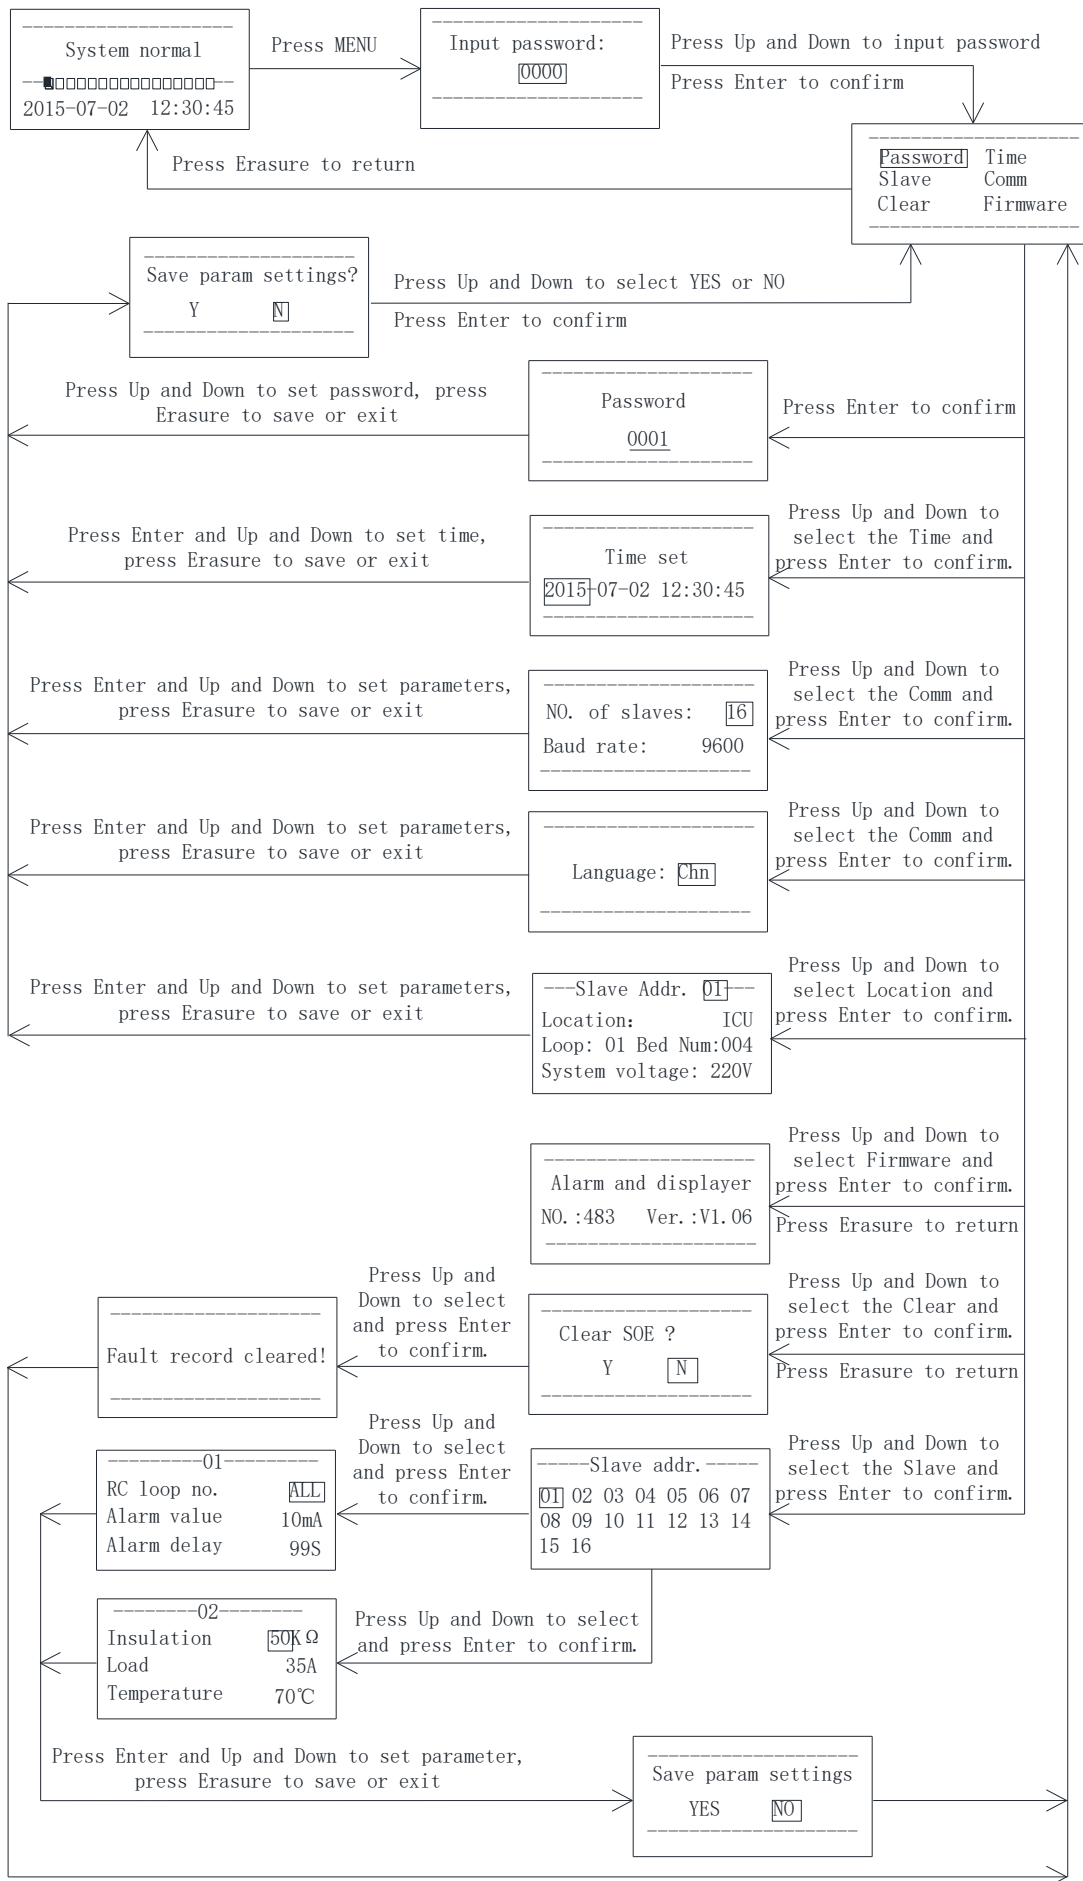 System normal
2015-07-02 12:30:45
Press MENU
Input password:
0000
Press Up and Down to input password
Press Enter to confirm
Password Time
Slave Comm
Clear Firmware
Press Erasure to return
Save param settings?
Y N
Press Up and Down to select YES or NO
Press Enter to confirm
Press Up and Down to set password, press
Erasure to save or exit
Password
0001
Press Enter to confirm
Press Enter and Up and Down to set time,
press Erasure to save or exit
Time set
2015-07-02 12:30:45
Press Up and Down to
select the Time and
press Enter to confirm.
Press Enter and Up and Down to set parameters,
press Erasure to save or exit
NO. of slaves: 16
Baud rate: 9600
Press Up and Down to
select the Comm and
press Enter to confirm.
Press Enter and Up and Down to set parameters,
press Erasure to save or exit
Language: Chn
Press Up and Down to
select the Comm and
press Enter to confirm.
Press Enter and Up and Down to set parameters,
press Erasure to save or exit
---Slave Addr. 01---
Location: ICU
Loop: 01 Bed Num:004
System voltage: 220V
Press Up and Down to
select Location and
press Enter to confirm.
Alarm and displayer
NO.:483 Ver.:V1.06
Press Up and Down to
select Firmware and
press Enter to confirm.
Press Erasure to return
Fault record cleared!
Press Up and
Down to select
and press Enter
to confirm.
Clear SOE ?
Y N
Press Up and Down to
select the Clear and
press Enter to confirm.
Press Erasure to return
---------01---------
RC loop no. ALL
Alarm value 10mA
Alarm delay 99S
Press Up and
Down to select
and press Enter
to confirm.
-----Slave addr.-----
01 02 03 04 05 06 07
08 09 10 11 12 13 14
15 16
Press Up and Down to
select the Slave and
press Enter to confirm.
--------02--------
Insulation 50KΩ
Load 35A
Temperature 70℃
Press Up and Down to select
and press Enter to confirm.
Press Enter and Up and Down to set parameter,
press Erasure to save or exit
Save param settings
YES NO